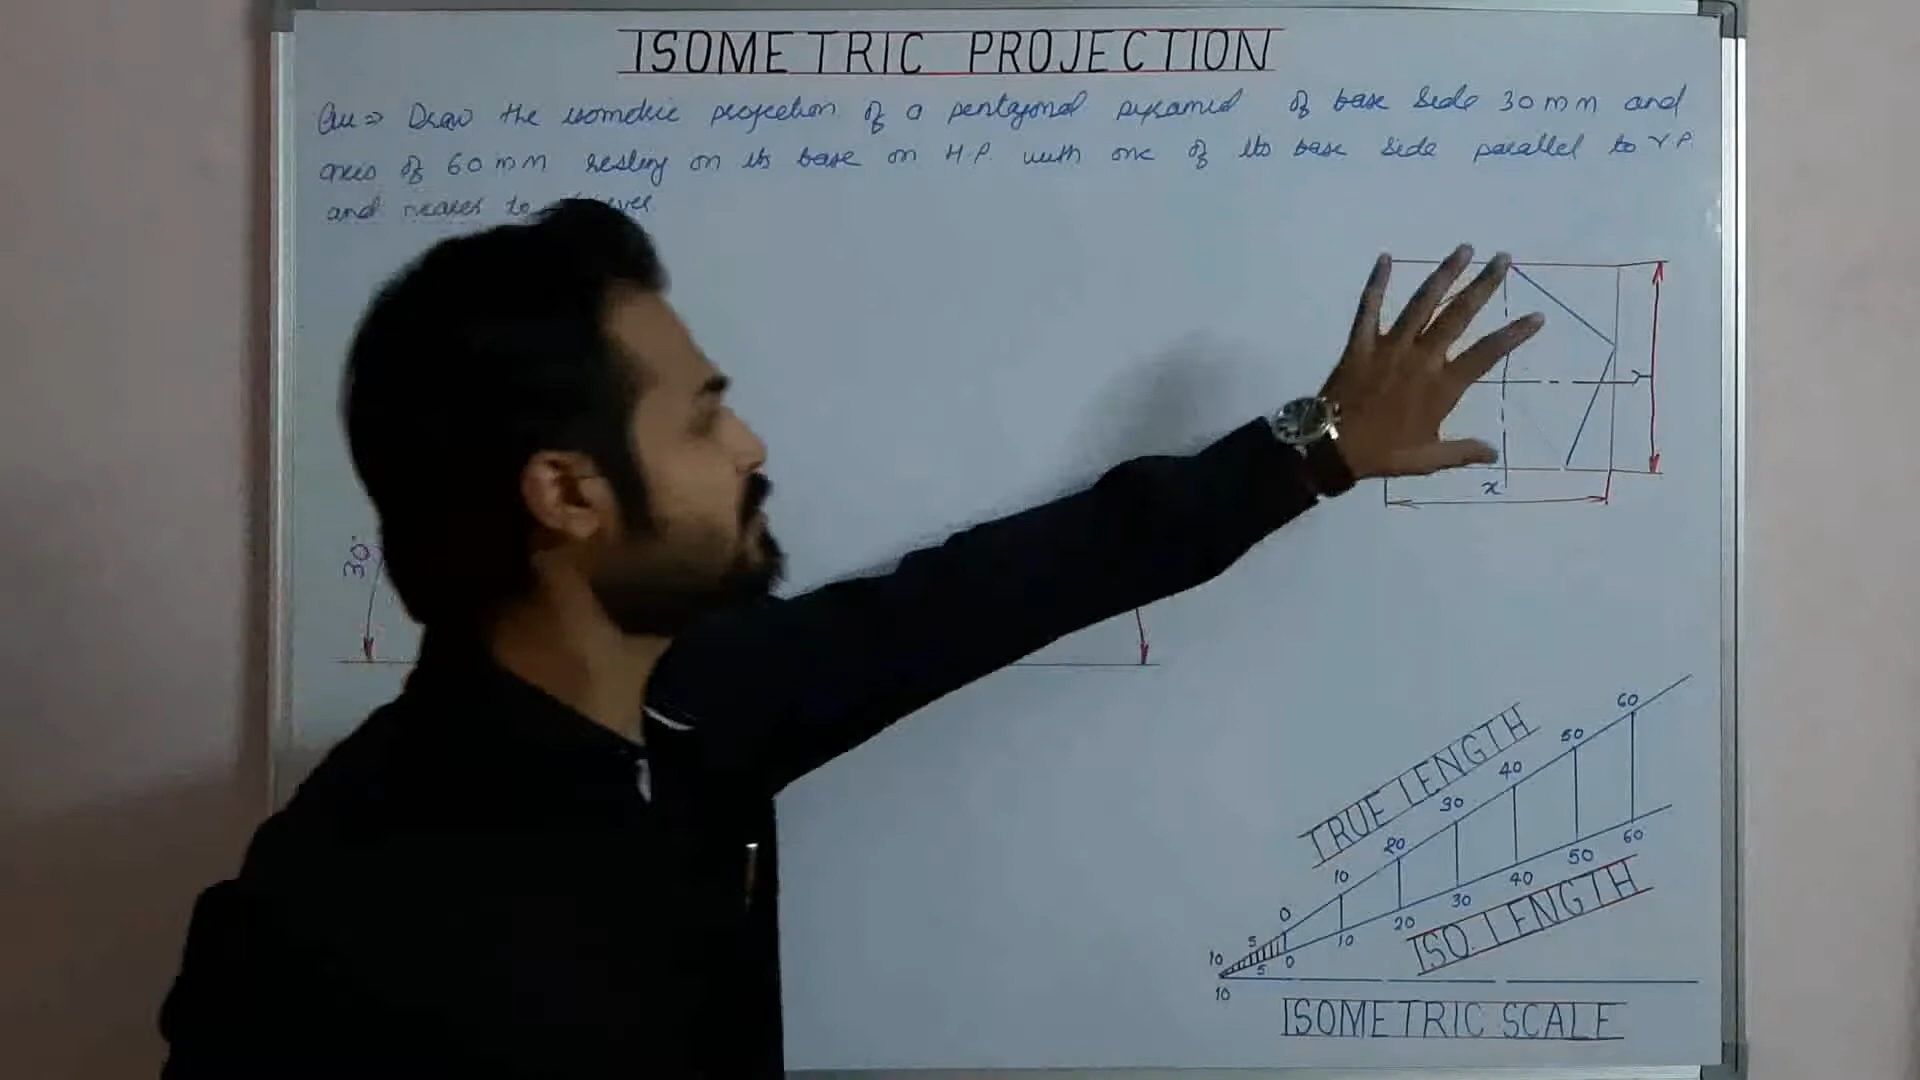 ISOMETRIC PROJECTION
Qu ⇒ Draw the isometric projection of a pentagonal pyramid of base side 30 mm and
axis of 60 mm resting on its base on H.P. with one of its base side parallel to V.P.
and nearer to
30°
Y
x
TRUE LENGTH
60
50
40
30
20
10
0
5
10
60
50
40
30
20
10
0
5
10
ISO. LENGTH
ISOMETRIC SCALE